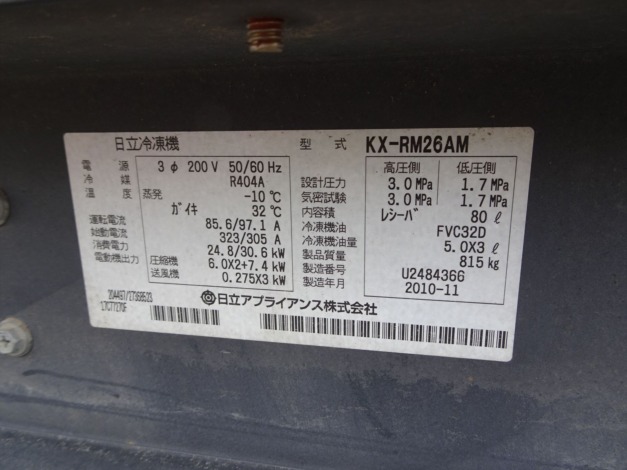 日立冷凍機
型式 KX-RM26AM
電源 3φ 200V 50/60 Hz
冷媒 R404A
温度 蒸発 -10℃
ガイキ 32℃
運転電流 85.6/97.1 A
始動電流 323/305 A
消費電力 24.8/30.6 kW
電動機出力 圧縮機 6.0X2+7.4 kW
送風機 0.275X3 kW
高圧側 低圧側
設計圧力 3.0 MPa 1.7 MPa
気密試験 3.0 MPa 1.7 MPa
内容積 レシーバ 80 ℓ
冷凍機油 FVC32D
冷凍機油量 5.0X3 ℓ
製品質量 815 kg
製造番号 U2484366
製造年月 2010-11
日立アプライアンス株式会社